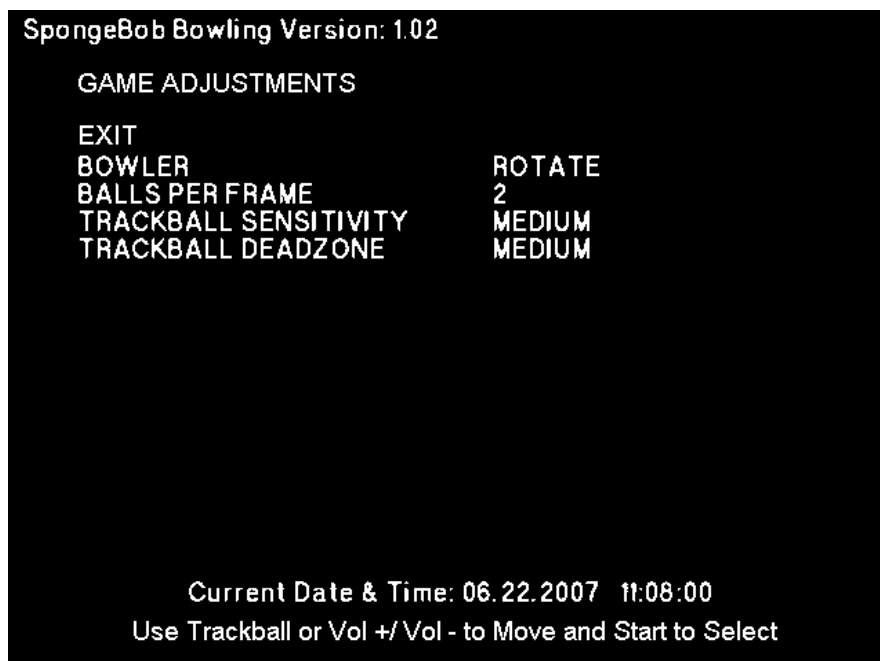 SpongeBob Bowling Version: 1.02
GAME ADJUSTMENTS
EXIT
BOWLER ROTATE
BALLS PER FRAME 2
TRACKBALL SENSITIVITY MEDIUM
TRACKBALL DEADZONE MEDIUM
Current Date & Time: 06.22.2007 11:08:00
Use Trackball or Vol +/ Vol - to Move and Start to Select